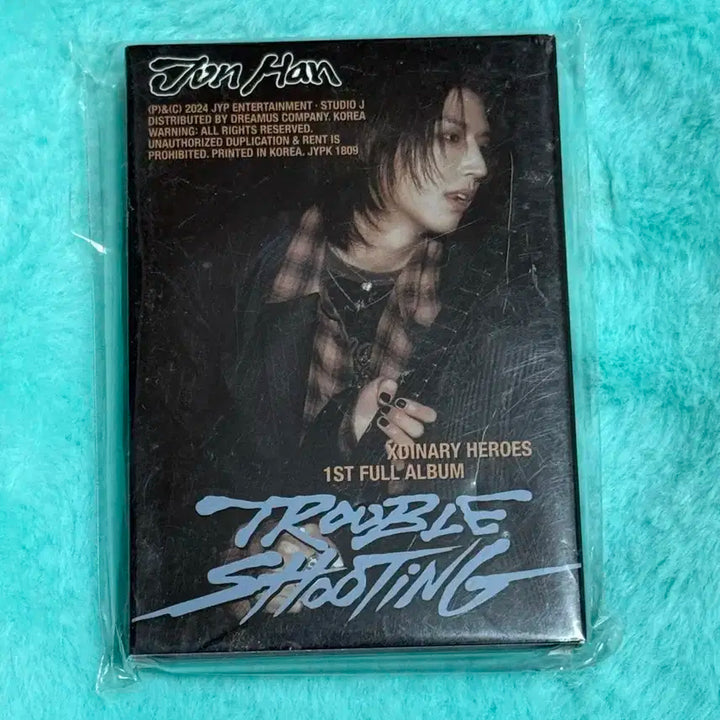 Jun Han
(P)&(C) 2024 JYP ENTERTAINMENT · STUDIO J
DISTRIBUTED BY DREAMUS COMPANY. KOREA
WARNING: ALL RIGHTS RESERVED.
UNAUTHORIZED DUPLICATION & RENT IS
PROHIBITED. PRINTED IN KOREA. JYPK 1809
XDINARY HEROES
1ST FULL ALBUM
TROUBLE
SHOOTING